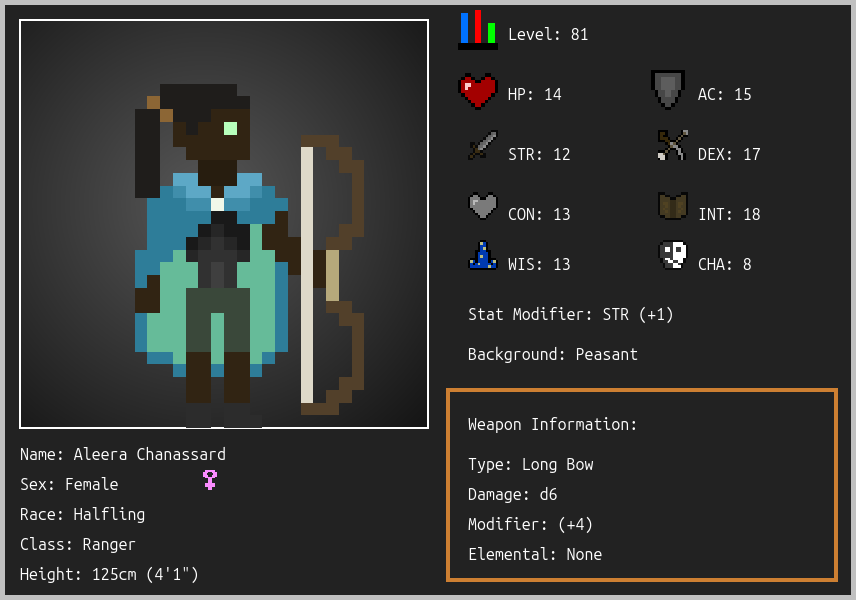 Level: 81
HP: 14
AC: 15
STR: 12
DEX: 17
CON: 13
INT: 18
WIS: 13
CHA: 8
Stat Modifier: STR (+1)
Background: Peasant
Weapon Information:
Type: Long Bow
Damage: d6
Modifier: (+4)
Elemental: None
Name: Aleera Chanassard
Sex: Female
Race: Halfling
Class: Ranger
Height: 125cm (4'1")